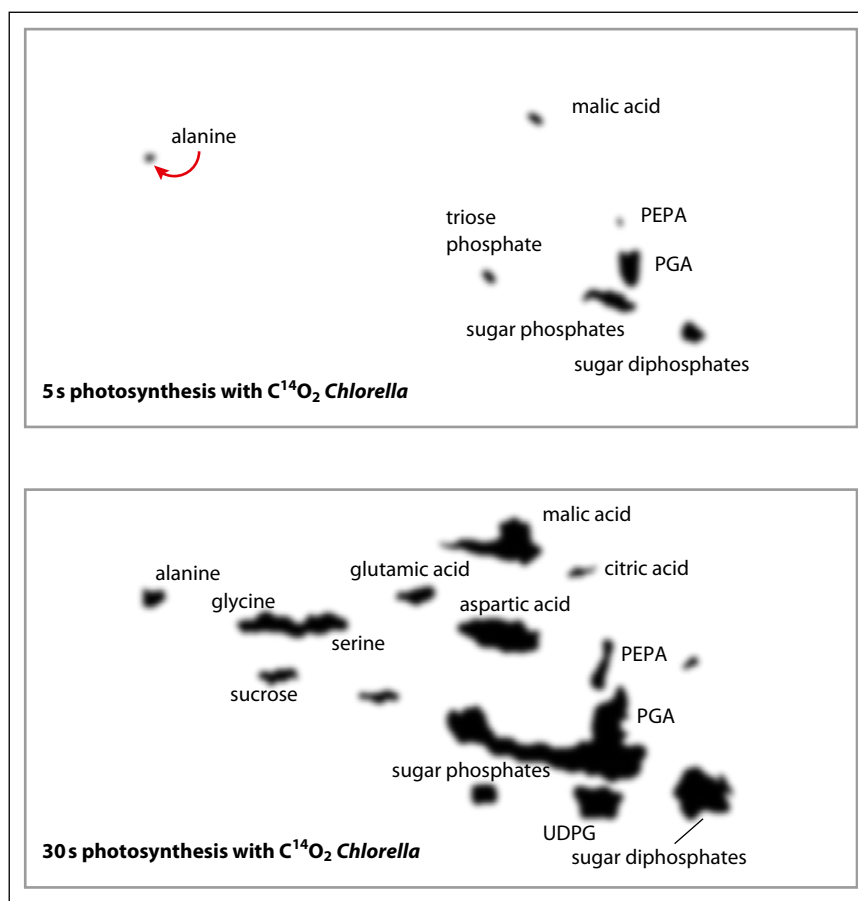 malic acid
alanine
triose
phosphate
PEPA
PGA
sugar phosphates
sugar diphosphates
5 s photosynthesis with C¹⁴O₂ Chlorella
malic acid
citric acid
alanine
glutamic acid
glycine
aspartic acid
serine
PEPA
sucrose
PGA
sugar phosphates
UDPG
sugar diphosphates
30 s photosynthesis with C¹⁴O₂ Chlorella